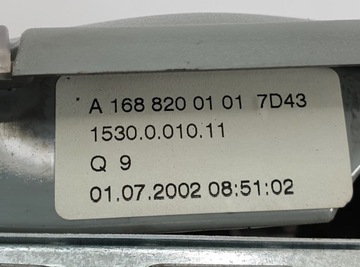 A 168 820 01 01 7D43
1530.0.010.11
Q 9
01.07.2002 08:51:02